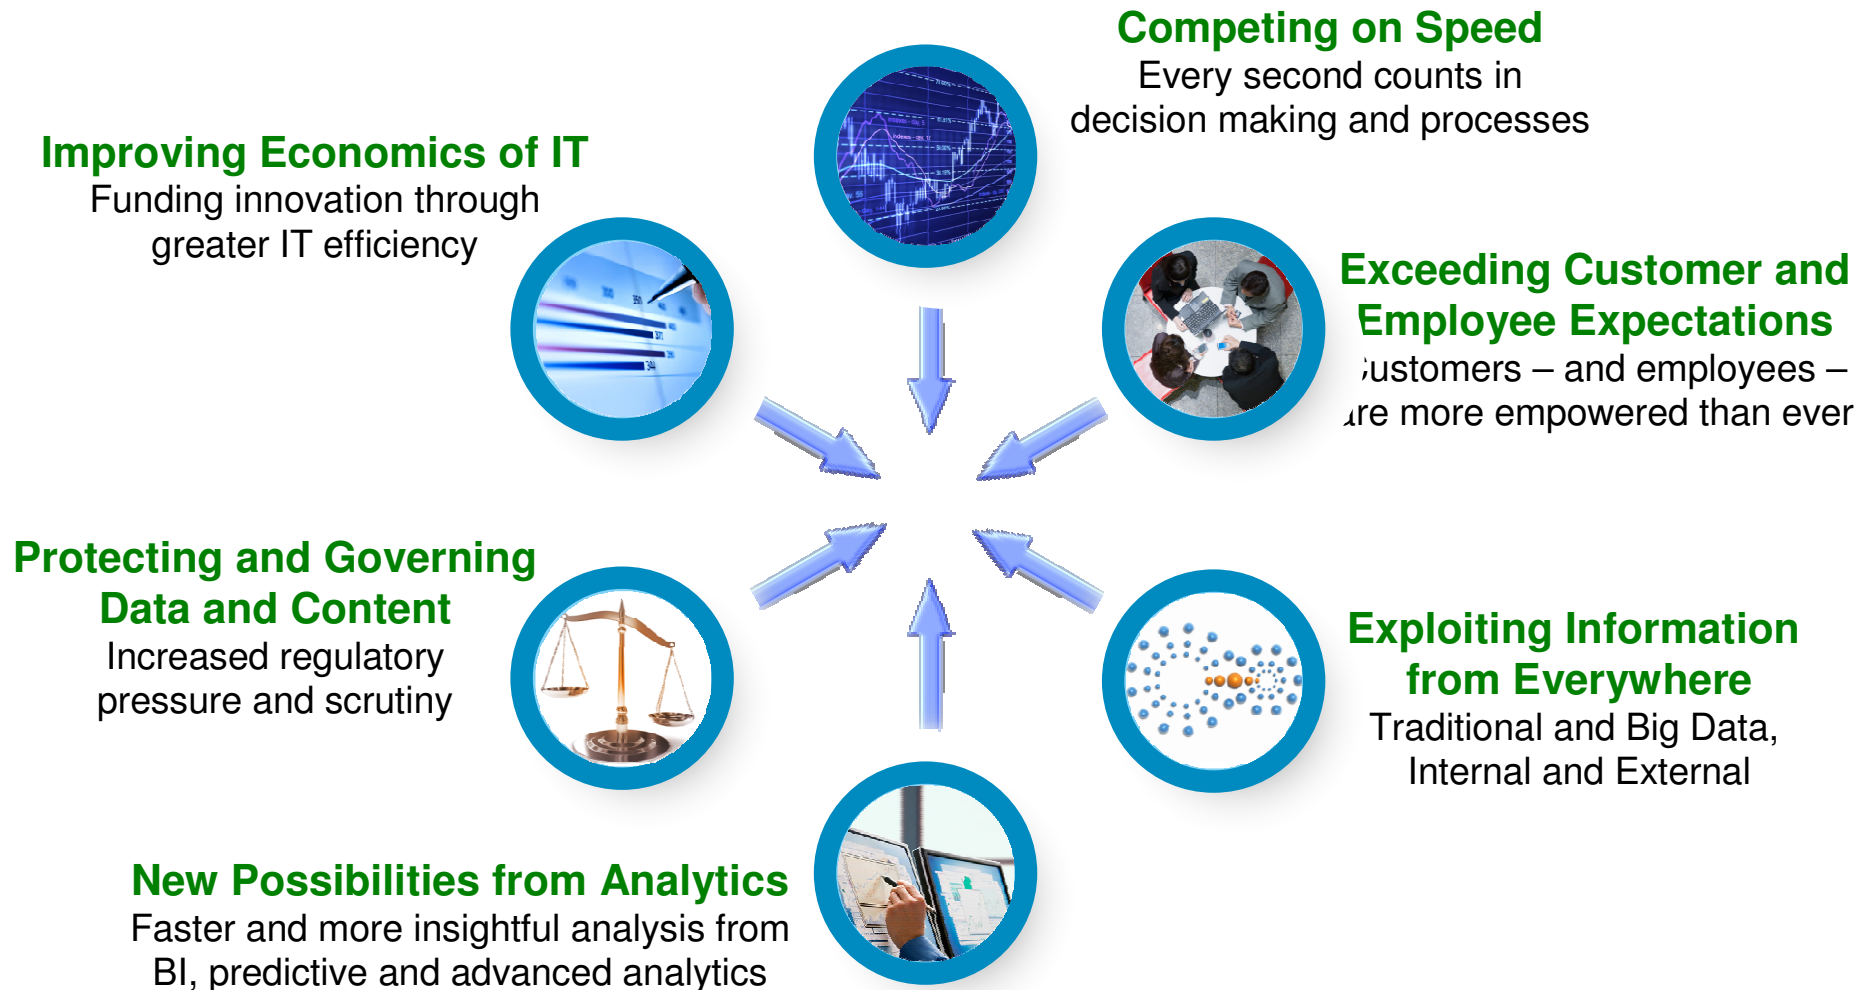 Competing on Speed
Every second counts in
decision making and processes
Improving Economics of IT
Funding innovation through
greater IT efficiency
Exceeding Customer and
Employee Expectations
Customers – and employees –
are more empowered than ever
Protecting and Governing
Data and Content
Increased regulatory
pressure and scrutiny
Exploiting Information
from Everywhere
Traditional and Big Data,
Internal and External
New Possibilities from Analytics
Faster and more insightful analysis from
BI, predictive and advanced analytics